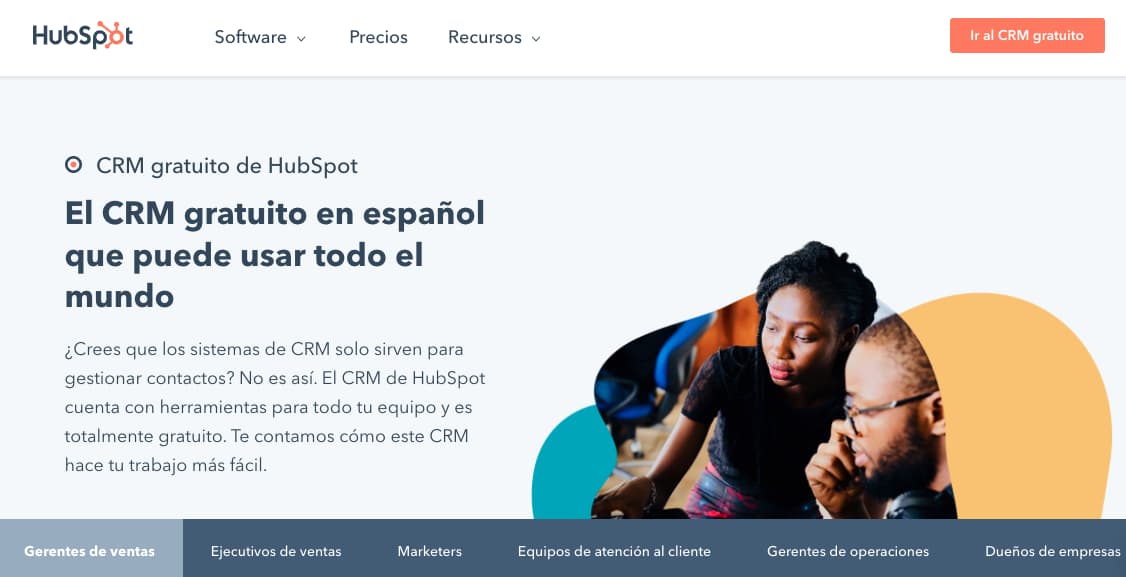 HubSpot
Software
Precios
Recursos
Ir al CRM gratuito
CRM gratuito de HubSpot
El CRM gratuito en español
que puede usar todo el
mundo
¿Crees que los sistemas de CRM solo sirven para
gestionar contactos? No es así. El CRM de HubSpot
cuenta con herramientas para todo tu equipo y es
totalmente gratuito. Te contamos cómo este CRM
hace tu trabajo más fácil.
Gerentes de ventas
Ejecutivos de ventas
Marketers
Equipos de atención al cliente
Gerentes de operaciones
Dueños de empresas